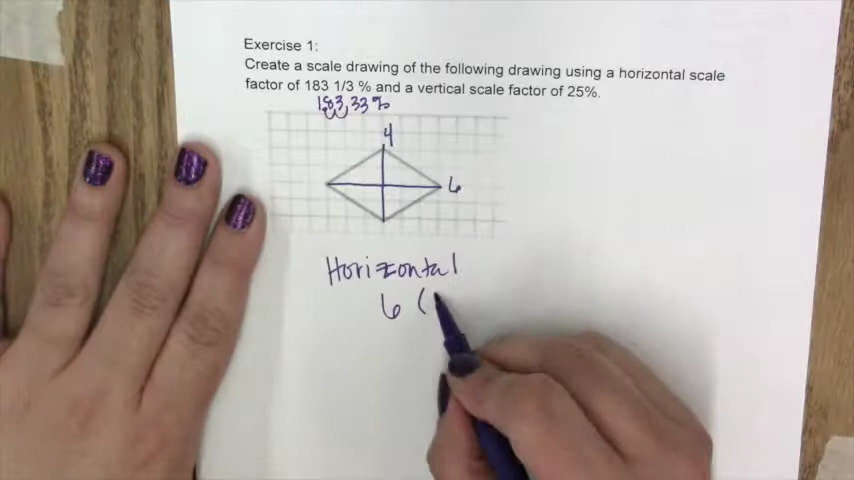 Exercise 1:
Create a scale drawing of the following drawing using a horizontal scale
factor of 183 1/3 % and a vertical scale factor of 25%.
183.33%
4
6
Horizontal
6 (